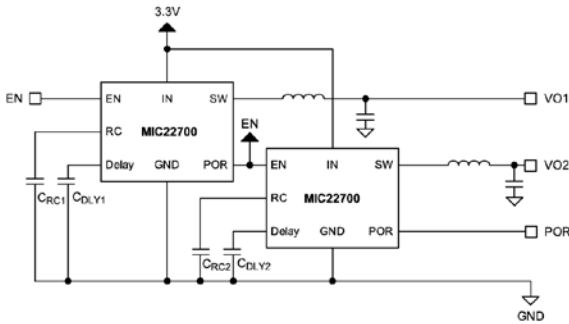 3.3V
EN
EN IN SW
VO1
RC MIC22700
EN
Delay GND POR
EN IN SW
VO2
CRC1 CDLY1
RC MIC22700
Delay GND POR
POR
CRC2 CDLY2
GND